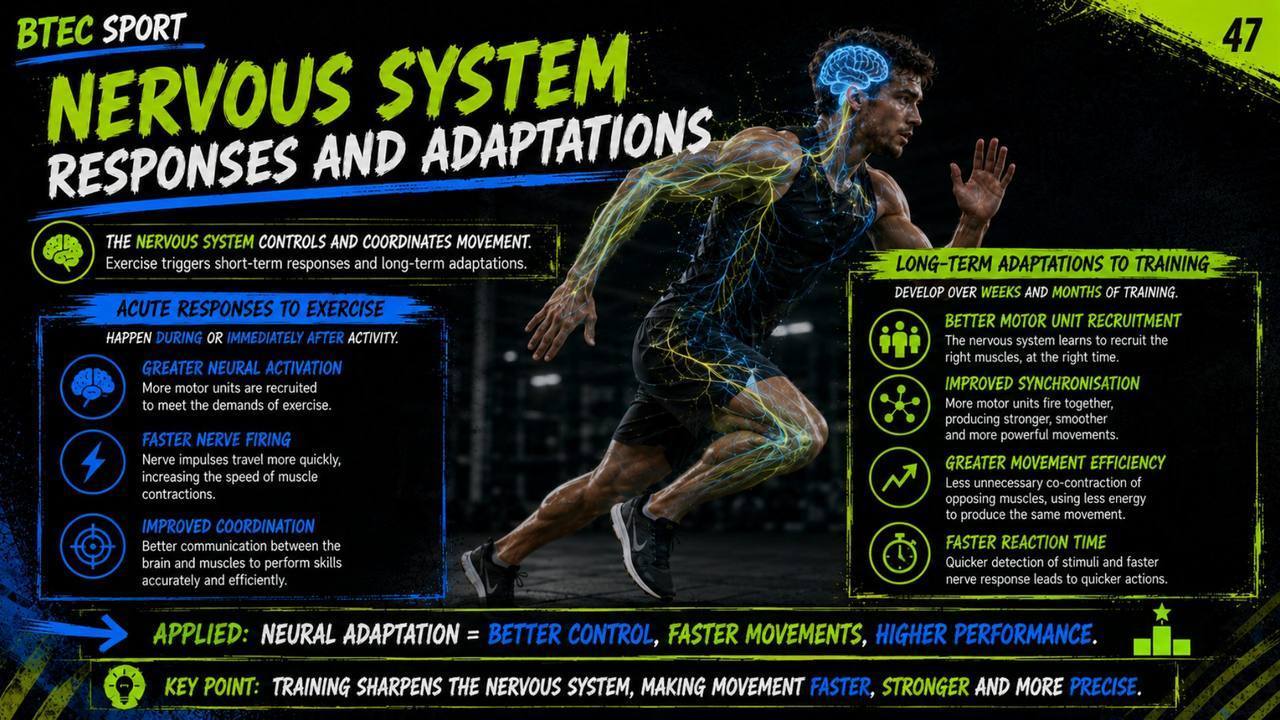 BTEC SPORT
47
NERVOUS SYSTEM
RESPONSES AND ADAPTATIONS
THE NERVOUS SYSTEM CONTROLS AND COORDINATES MOVEMENT.
Exercise triggers short-term responses and long-term adaptations.
ACUTE RESPONSES TO EXERCISE
HAPPEN DURING OR IMMEDIATELY AFTER ACTIVITY.
GREATER NEURAL ACTIVATION
More motor units are recruited
to meet the demands of exercise.
FASTER NERVE FIRING
Nerve impulses travel more quickly,
increasing the speed of muscle
contractions.
IMPROVED COORDINATION
Better communication between the
brain and muscles to perform skills
accurately and efficiently.
LONG-TERM ADAPTATIONS TO TRAINING
DEVELOP OVER WEEKS AND MONTHS OF TRAINING.
BETTER MOTOR UNIT RECRUITMENT
The nervous system learns to recruit the
right muscles, at the right time.
IMPROVED SYNCHRONISATION
More motor units fire together,
producing stronger, smoother
and more powerful movements.
GREATER MOVEMENT EFFICIENCY
Less unnecessary co-contraction of
opposing muscles, using less energy
to produce the same movement.
FASTER REACTION TIME
Quicker detection of stimuli and faster
nerve response leads to quicker actions.
APPLIED: NEURAL ADAPTATION = BETTER CONTROL, FASTER MOVEMENTS, HIGHER PERFORMANCE.
KEY POINT: TRAINING SHARPENS THE NERVOUS SYSTEM, MAKING MOVEMENT FASTER, STRONGER AND MORE PRECISE.